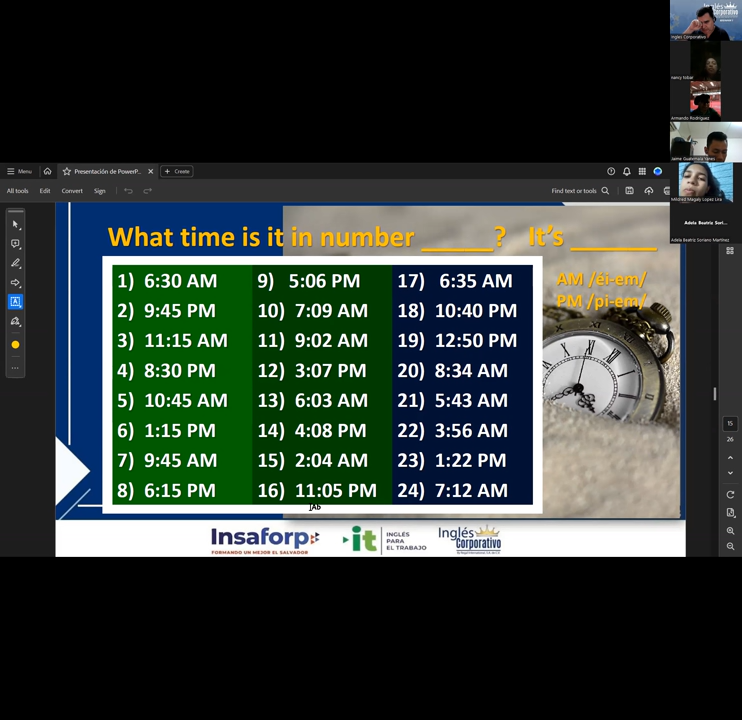 Menu
Presentación de PowerP...
Create
All tools
Edit
Convert
Sign
Find text or tools
What time is it in number ______? It's _______
AM /éi-em/
PM /pi-em/
1) 6:30 AM
2) 9:45 PM
3) 11:15 AM
4) 8:30 PM
5) 10:45 AM
6) 1:15 PM
7) 9:45 AM
8) 6:15 PM
9) 5:06 PM
10) 7:09 AM
11) 9:02 AM
12) 3:07 PM
13) 6:03 AM
14) 4:08 PM
15) 2:04 AM
16) 11:05 PM
17) 6:35 AM
18) 10:40 PM
19) 12:50 PM
20) 8:34 AM
21) 5:43 AM
22) 3:56 AM
23) 1:22 PM
24) 7:12 AM
Insaforp
FORMANDO UN MEJOR EL SALVADOR
it
INGLÉS
PARA
EL TRABAJO
Inglés
Corporativo
15
26
Inglés
Corporativo
Ingles Corporativo
nancy tobar
Armando Rodriguez
Mildred Magaly Lopez Lira
Adela Beatriz Sori...
Adela Beatriz Soriano Martinez